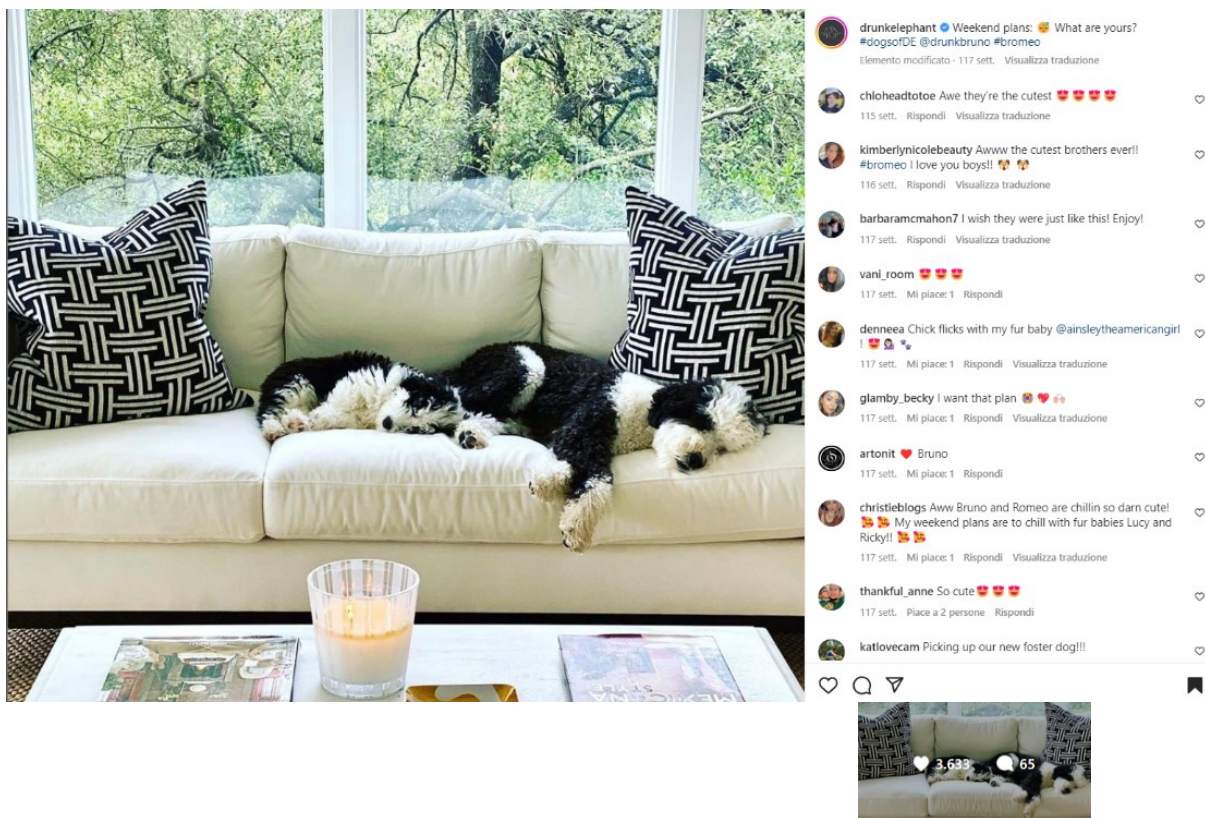 drunkelephant Weekend plans: 😴 What are yours?
#dogsofDE @drunkbruno #bromeo
Elemento modificato · 117 sett. Visualizza traduzione
chloheadtotoe Awe they're the cutest 😍 😍 😍 😍
115 sett. Rispondi Visualizza traduzione
kimberlynicolebeauty Awww the cutest brothers ever!!
#bromeo I love you boys!! 🐶 🐶
116 sett. Rispondi Visualizza traduzione
barbaramcmahon7 I wish they were just like this! Enjoy!
117 sett. Rispondi Visualizza traduzione
vani_room 😍 😍 😍
117 sett. Mi piace: 1 Rispondi
denneea Chick flicks with my fur baby @ainsleytheamericangirl
! 😍 💁🏻‍♀️ 🐾
117 sett. Mi piace: 1 Rispondi Visualizza traduzione
glamby_becky I want that plan 😭 💖 🙌🏻
117 sett. Mi piace: 1 Rispondi Visualizza traduzione
artonit ❤️ Bruno
117 sett. Mi piace: 1 Rispondi
christieblogs Aww Bruno and Romeo are chillin so darn cute!
🥰 🥰 My weekend plans are to chill with fur babies Lucy and
Ricky!! 🥰 🥰
117 sett. Mi piace: 1 Rispondi Visualizza traduzione
thankful_anne So cute 😍 😍 😍
117 sett. Piace a 2 persone Rispondi
katlovecam Picking up our new foster dog!!!
STYLE
3.633 65